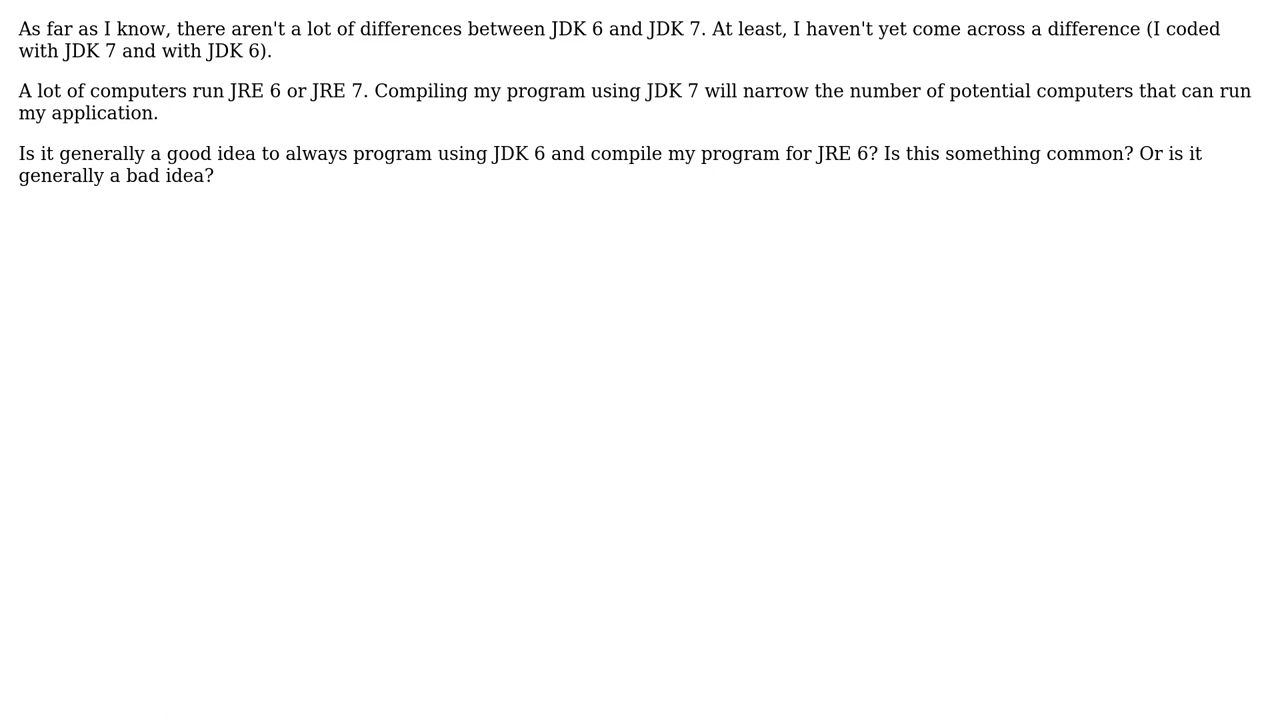 As far as I know, there aren't a lot of differences between JDK 6 and JDK 7. At least, I haven't yet come across a difference (I coded
with JDK 7 and with JDK 6).
A lot of computers run JRE 6 or JRE 7. Compiling my program using JDK 7 will narrow the number of potential computers that can run
my application.
Is it generally a good idea to always program using JDK 6 and compile my program for JRE 6? Is this something common? Or is it
generally a bad idea?